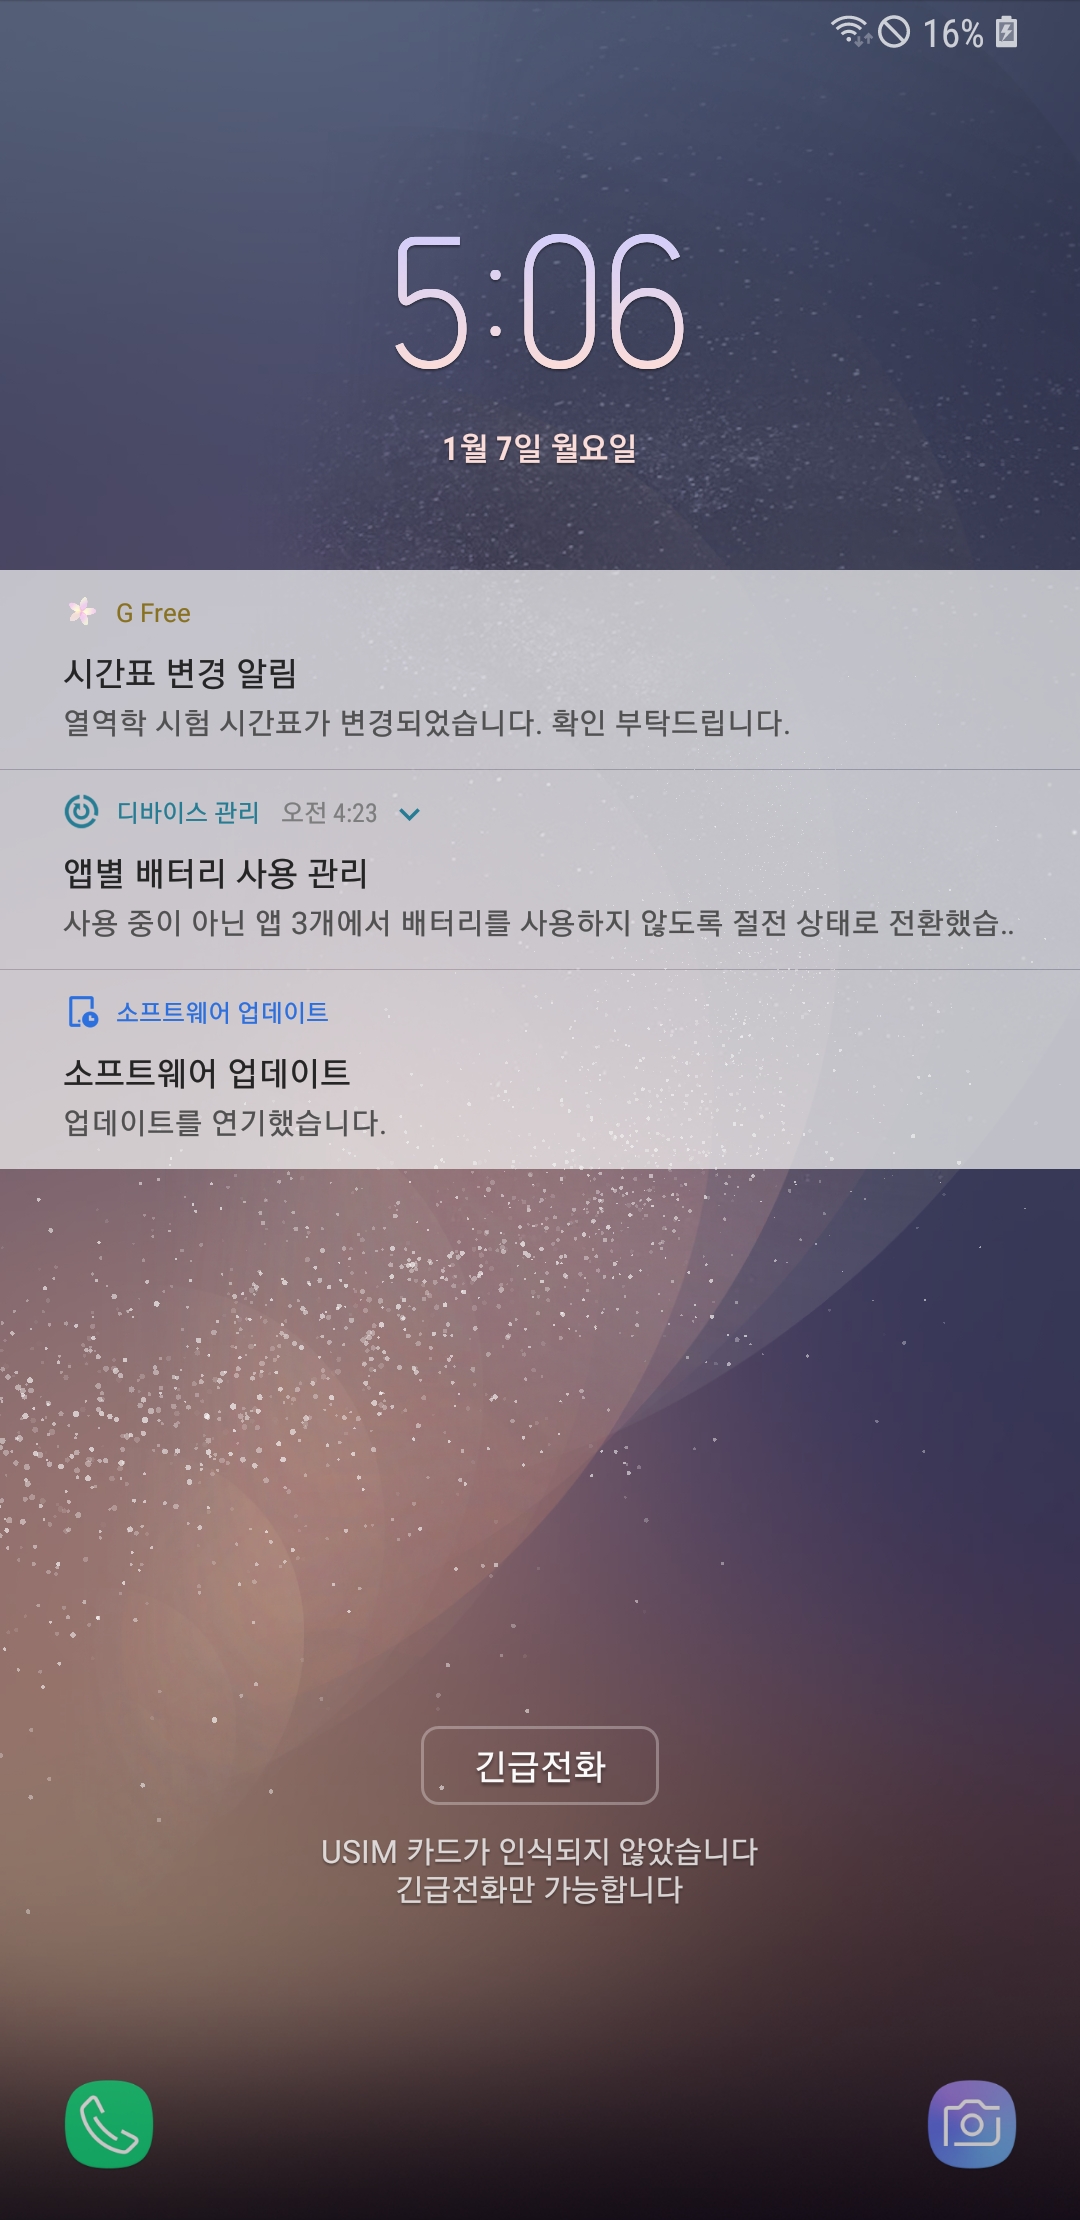 16%
5:06
1월 7일 월요일
G Free
시간표 변경 알림
열역학 시험 시간표가 변경되었습니다. 확인 부탁드립니다.
디바이스 관리 오전 4:23
앱별 배터리 사용 관리
사용 중이 아닌 앱 3개에서 배터리를 사용하지 않도록 절전 상태로 전환했습..
소프트웨어 업데이트
소프트웨어 업데이트
업데이트를 연기했습니다.
긴급전화
USIM 카드가 인식되지 않았습니다
긴급전화만 가능합니다